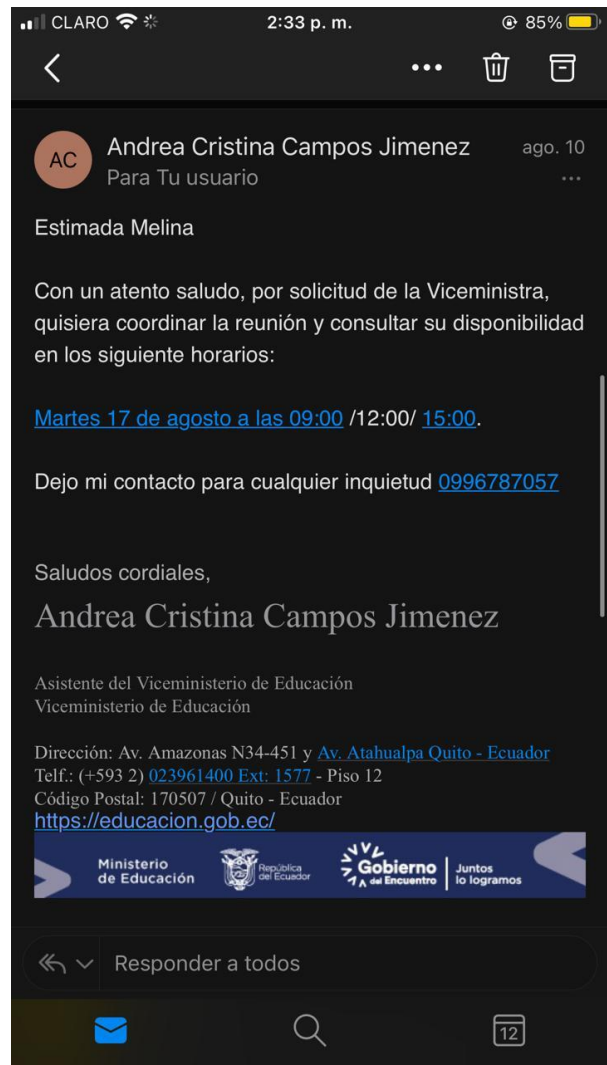 CLARO 2:33 p. m. 85%
AC Andrea Cristina Campos Jimenez ago. 10
Para Tu usuario
Estimada Melina
Con un atento saludo, por solicitud de la Viceministra,
quisiera coordinar la reunión y consultar su disponibilidad
en los siguiente horarios:
Martes 17 de agosto a las 09:00 /12:00/ 15:00.
Dejo mi contacto para cualquier inquietud 0996787057
Saludos cordiales,
Andrea Cristina Campos Jimenez
Asistente del Viceministerio de Educación
Viceministerio de Educación
Dirección: Av. Amazonas N34-451 y Av. Atahualpa Quito - Ecuador
Telf.: (+593 2) 023961400 Ext: 1577 - Piso 12
Código Postal: 170507 / Quito - Ecuador
https://educacion.gob.ec/
Ministerio
de Educación
República
del Ecuador
Gobierno
del Encuentro
Juntos
lo logramos
Responder a todos
12